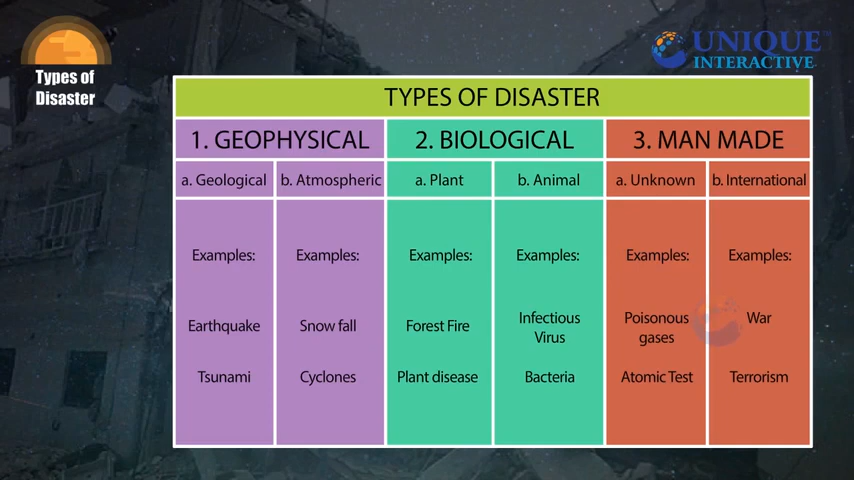 Types of
Disaster
UNIQUE™
INTERACTIVE
TYPES OF DISASTER
1. GEOPHYSICAL
2. BIOLOGICAL
3. MAN MADE
a. Geological
b. Atmospheric
a. Plant
b. Animal
a. Unknown
b. International
Examples:
Examples:
Examples:
Examples:
Examples:
Examples:
Earthquake
Snow fall
Forest Fire
Infectious
Virus
Poisonous
gases
War
Tsunami
Cyclones
Plant disease
Bacteria
Atomic Test
Terrorism